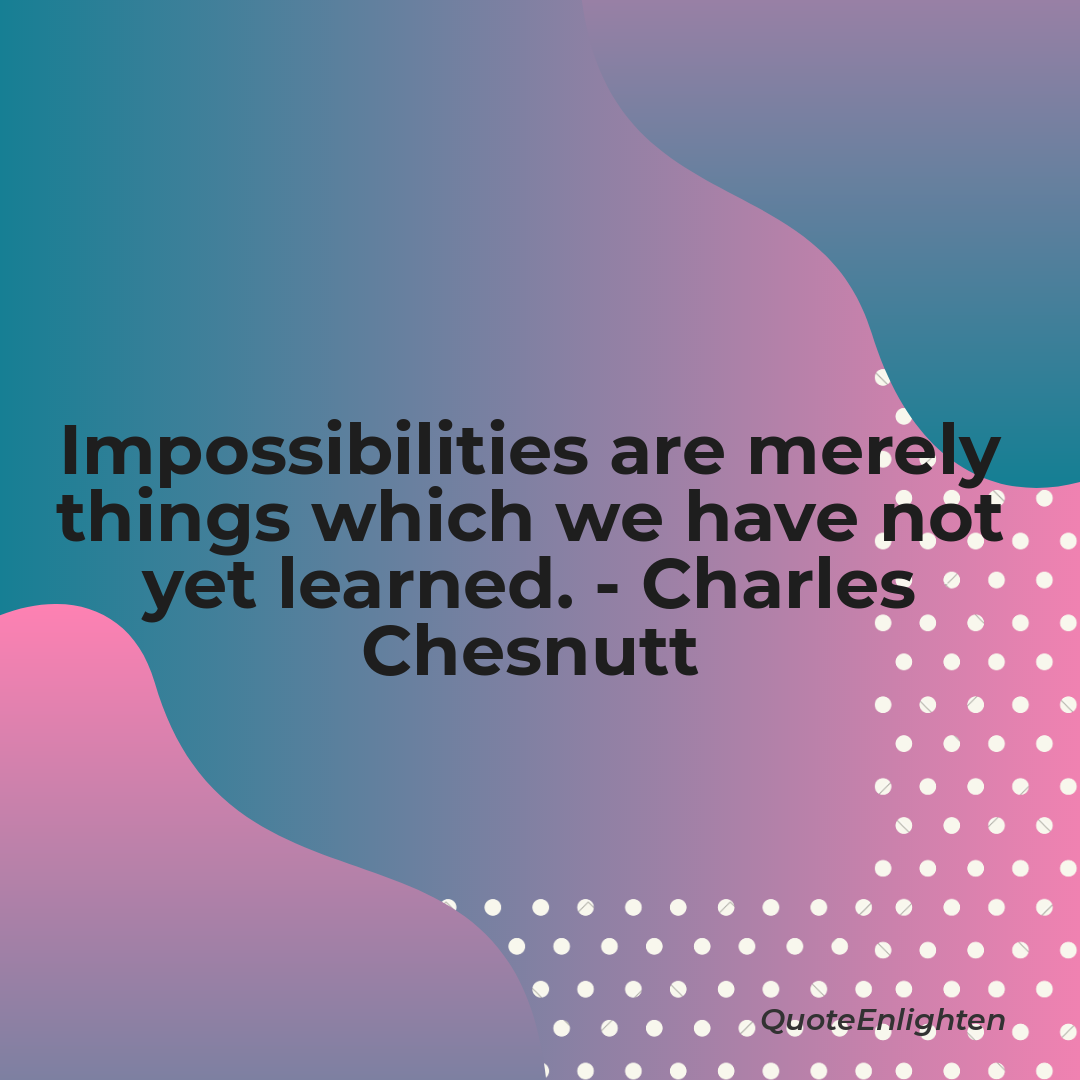 Impossibilities are merely
things which we have not
yet learned. - Charles
Chesnutt
QuoteEnlighten